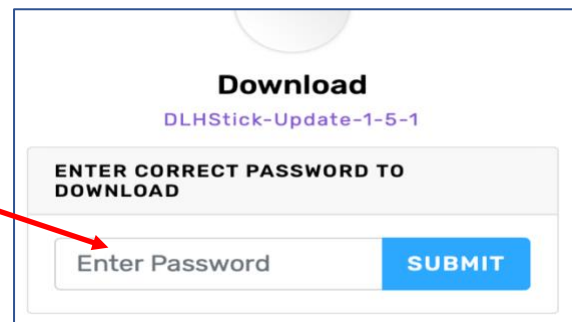 Download
DLHStick-Update-1-5-1
ENTER CORRECT PASSWORD TO
DOWNLOAD
Enter Password SUBMIT